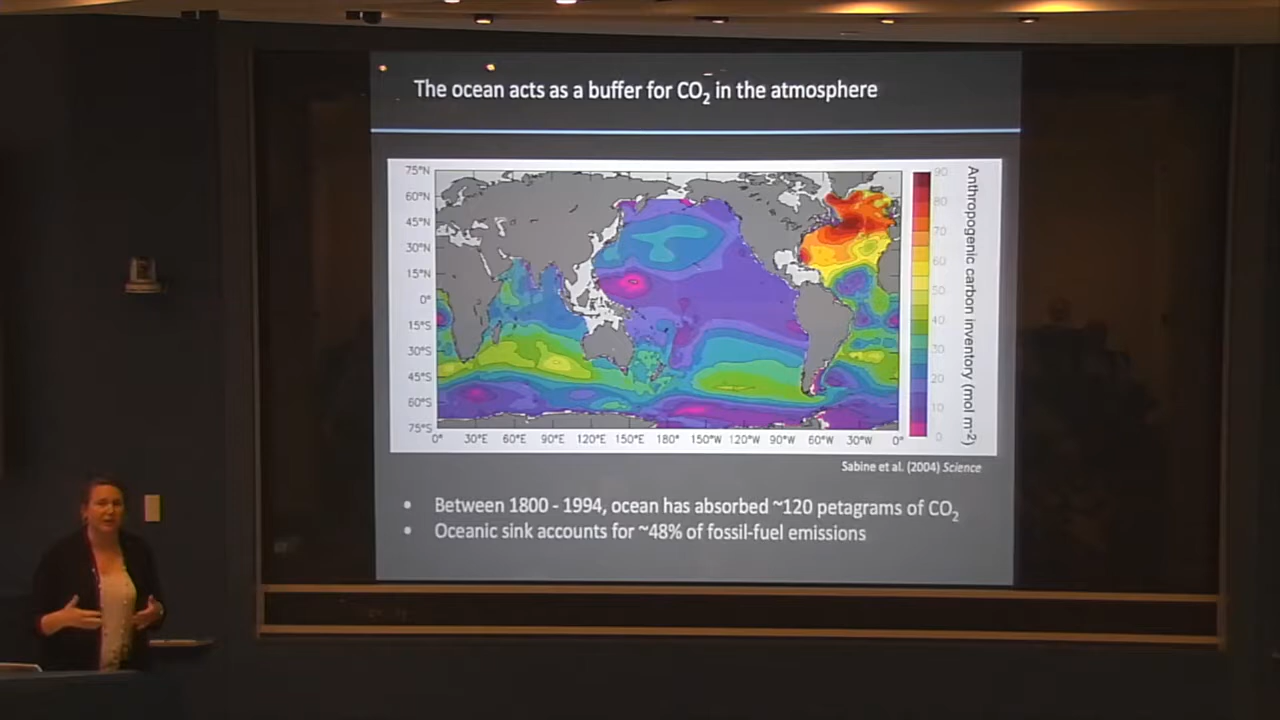 The ocean acts as a buffer for CO₂ in the atmosphere
75°N
60°N
45°N
30°N
15°N
0°
15°S
30°S
45°S
60°S
75°S
0° 30°E 60°E 90°E 120°E 150°E 180° 150°W 120°W 90°W 60°W 30°W 0°
90
80
70
60
50
40
30
20
10
0
Anthropogenic carbon inventory (mol m⁻²)
Sabine et al. (2004) Science
• Between 1800 - 1994, ocean has absorbed ~120 petagrams of CO₂
• Oceanic sink accounts for ~48% of fossil-fuel emissions